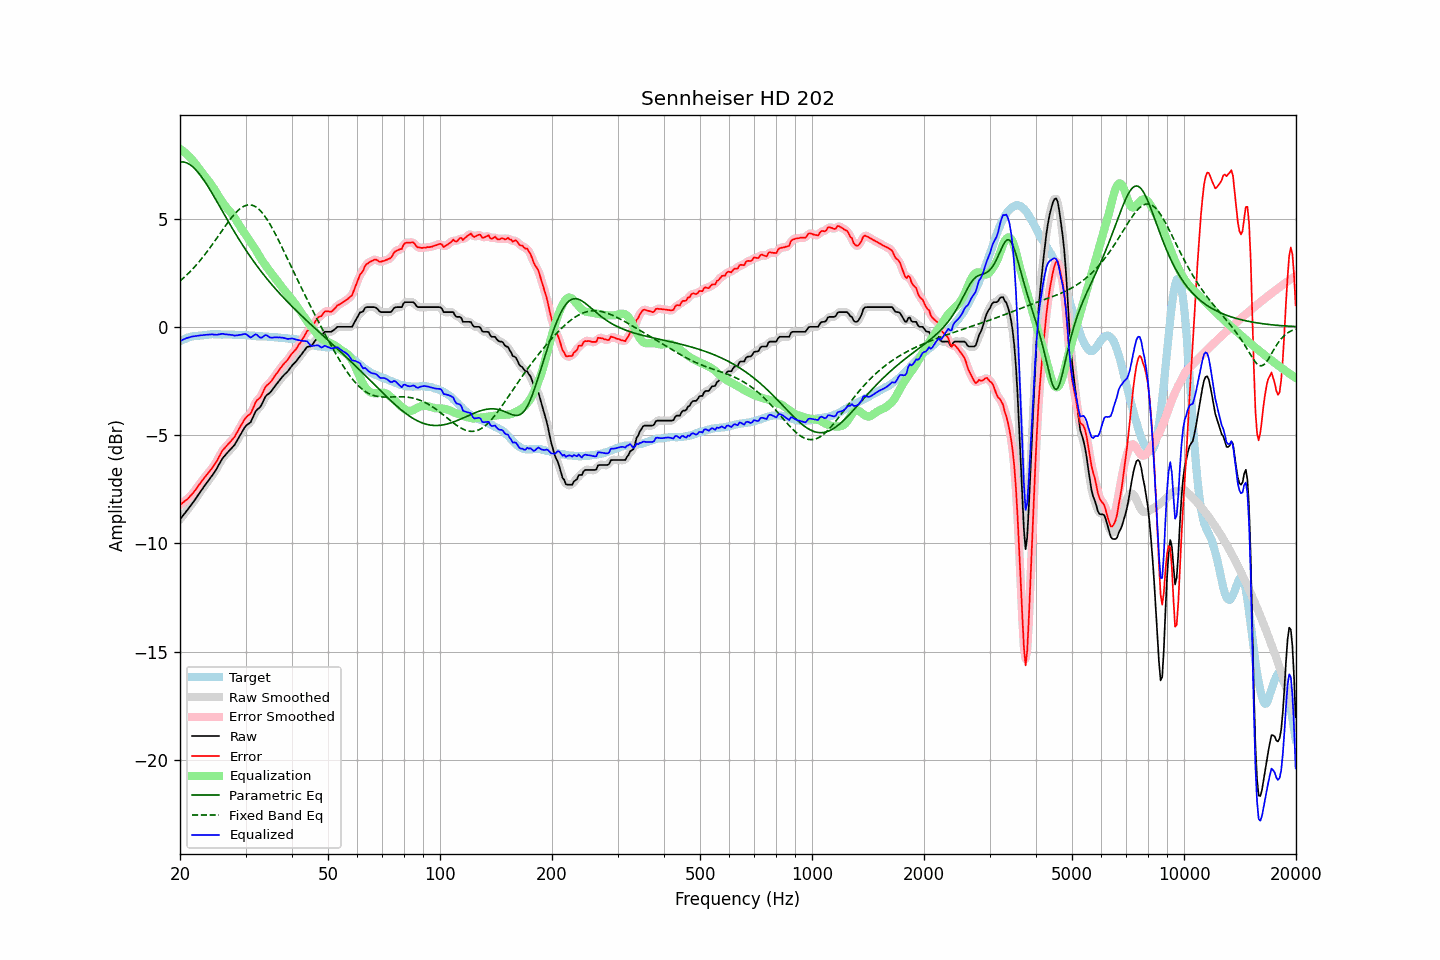 Sennheiser HD 202
Amplitude (dBr)
5
0
−5
−10
−15
−20
Target
Raw Smoothed
Error Smoothed
Raw
Error
Equalization
Parametric Eq
Fixed Band Eq
Equalized
20 50 100 200 500 1000 2000 5000 10000 20000
Frequency (Hz)